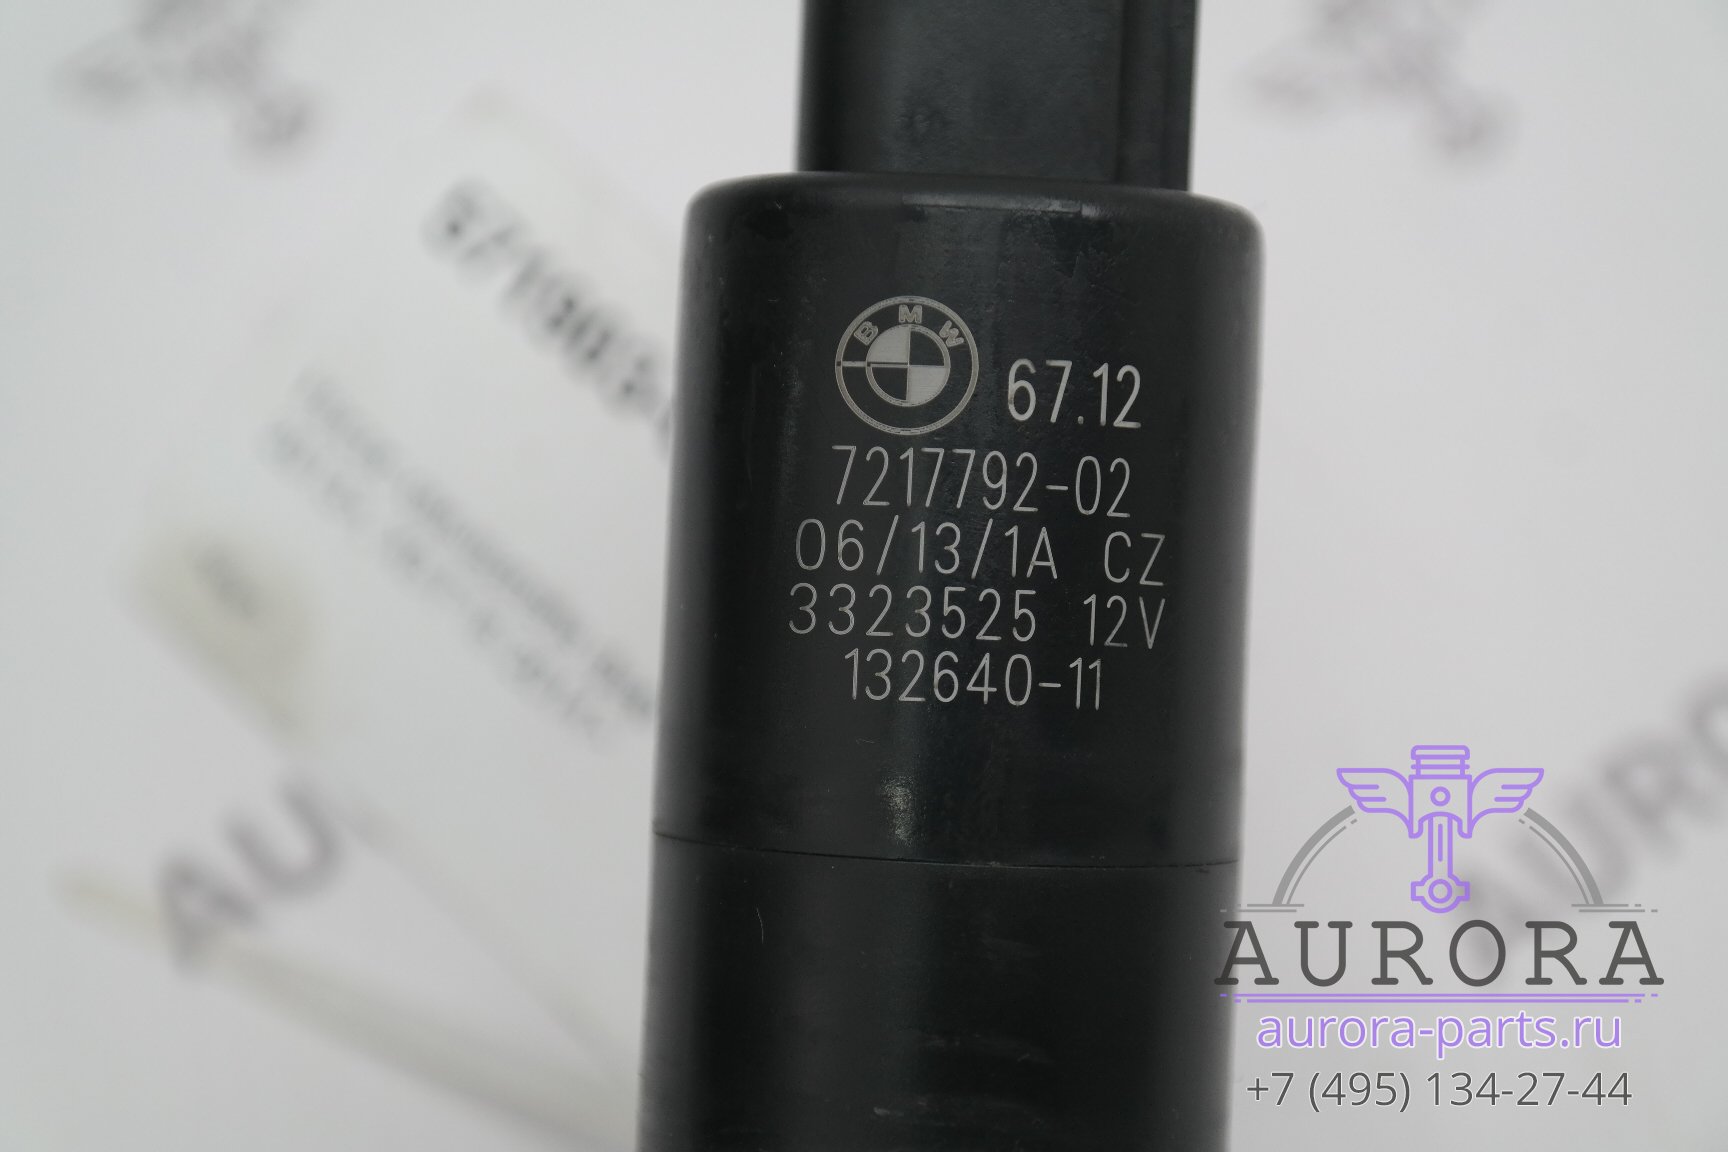 BMW
67.12
7217792-02
06/13/1A CZ
3323525 12V
132640-11
AU
AURORA
aurora-parts.ru
+7 (495) 134-27-44